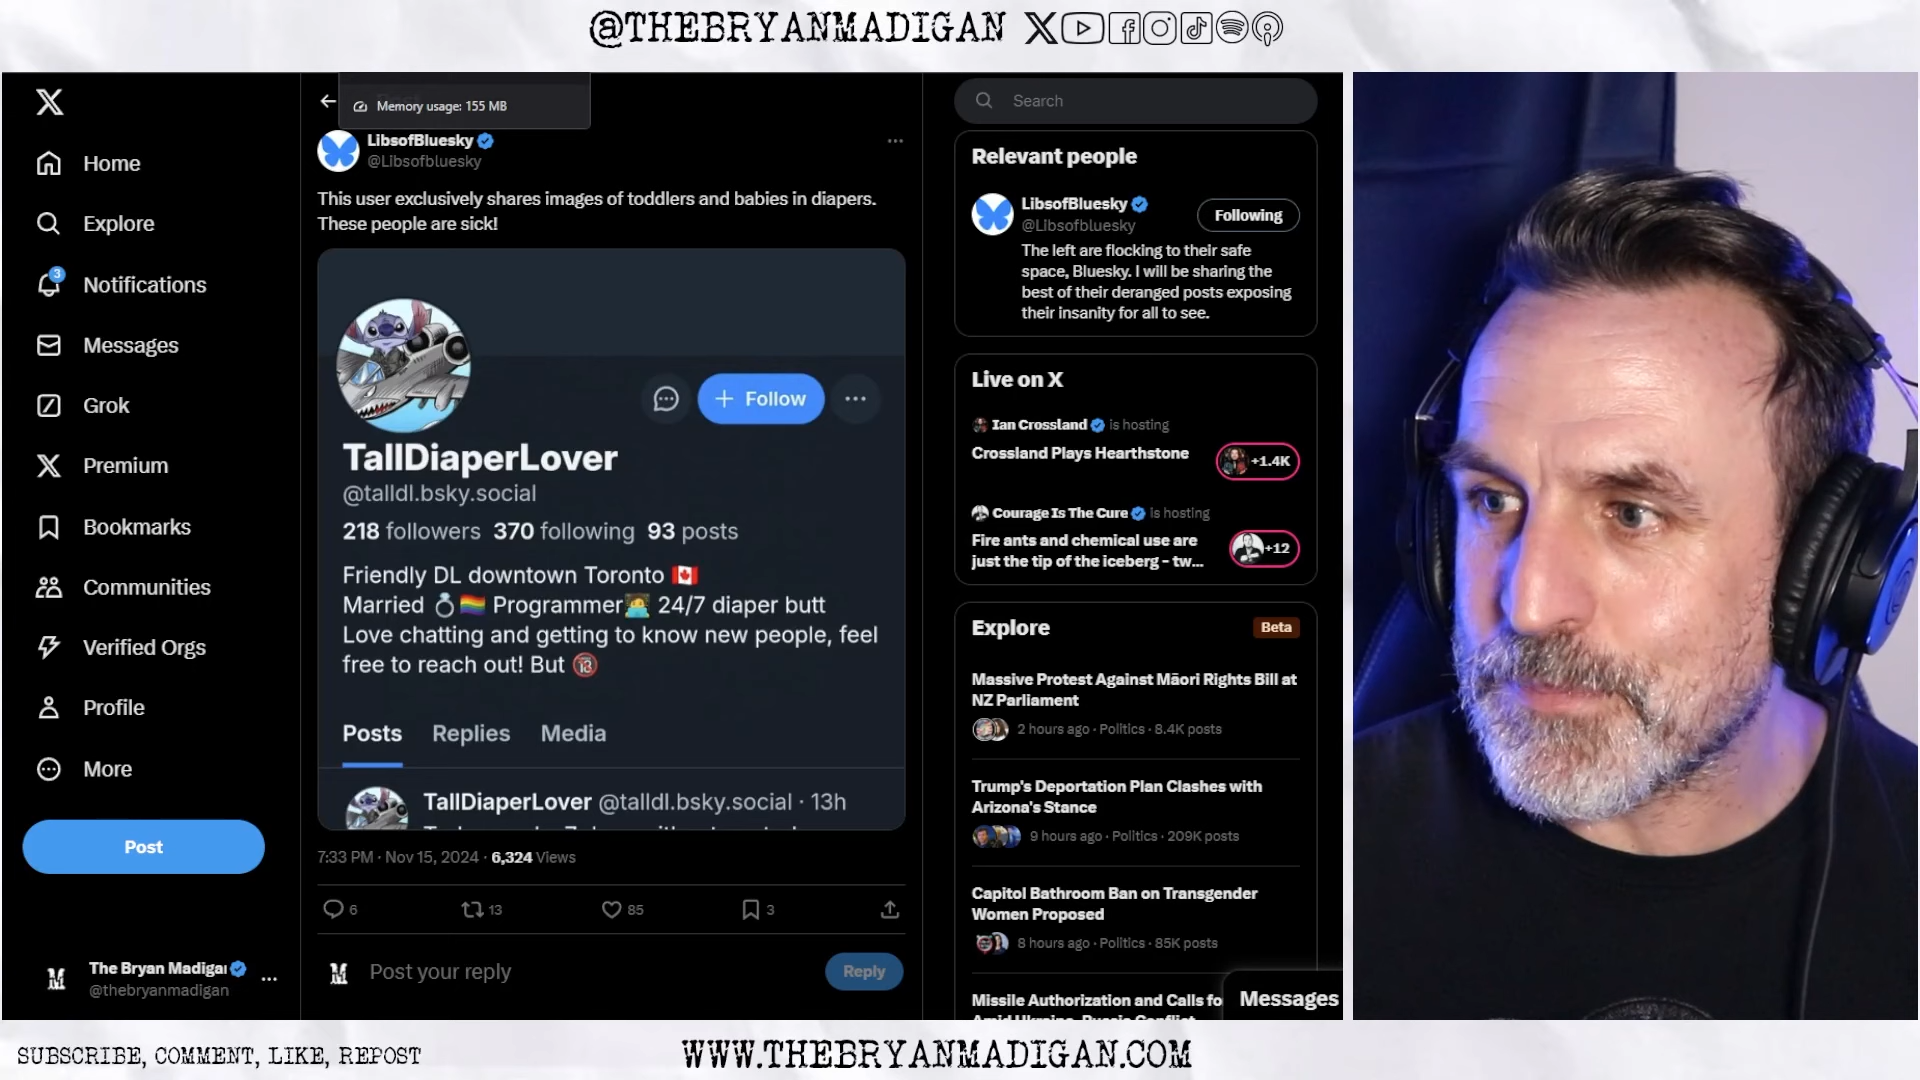 @THEBRYANMADIGAN
Memory usage: 155 MB
Home
Explore
3
Notifications
Messages
Grok
Premium
Bookmarks
Communities
Verified Orgs
Profile
More
Post
The Bryan Madigan
@thebryanmadigan
LibsofBluesky
@Libsofbluesky
This user exclusively shares images of toddlers and babies in diapers.
These people are sick!
+ Follow
TallDiaperLover
@talldl.bsky.social
218 followers 370 following 93 posts
Friendly DL downtown Toronto 🇨🇦
Married 💍🏳️‍🌈 Programmer🧑‍💻 24/7 diaper butt
Love chatting and getting to know new people, feel
free to reach out! But 🔞
Posts Replies Media
TallDiaperLover @talldl.bsky.social · 13h
7:33 PM · Nov 15, 2024 · 6,324 Views
6 13 85 3
Post your reply
Reply
Search
Relevant people
LibsofBluesky
@Libsofbluesky
Following
The left are flocking to their safe
space, Bluesky. I will be sharing the
best of their deranged posts exposing
their insanity for all to see.
Live on X
Ian Crossland is hosting
Crossland Plays Hearthstone
+1.4K
Courage Is The Cure is hosting
Fire ants and chemical use are
just the tip of the iceberg - tw...
+12
Explore
Beta
Massive Protest Against Māori Rights Bill at
NZ Parliament
2 hours ago · Politics · 8.4K posts
Trump's Deportation Plan Clashes with
Arizona's Stance
9 hours ago · Politics · 209K posts
Capitol Bathroom Ban on Transgender
Women Proposed
8 hours ago · Politics · 85K posts
Missile Authorization and Calls fo
Messages
SUBSCRIBE, COMMENT, LIKE, REPOST
WWW.THEBRYANMADIGAN.COM